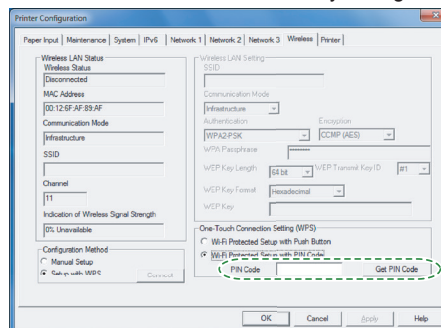 Printer Configuration
Paper Input Maintenance System IPv6 Network 1 Network 2 Network 3 Wireless Printer
Wireless LAN Status
Wireless Status
Disconnected
MAC Address
00:12:6F:AF:89:AF
Communication Mode
Infrastructure
SSID
Channel
11
Indication of Wireless Signal Strength
0% Unavailable
Configuration Method
Manual Setup
Setup with WPS
Connect
Wireless LAN Setting
SSID
Communication Mode
Infrastructure
Authentication Encryption
WPA2-PSK CCMP (AES)
WPA Passphrase ********
WEP Key Length 64 bit WEP Transmit Key ID #1
WEP Key Format Hexadecimal
WEP Key
One-Touch Connection Setting (WPS)
Wi-Fi Protected Setup with Push Button
Wi-Fi Protected Setup with PIN Code
PIN Code Get PIN Code
OK Cancel Apply Help